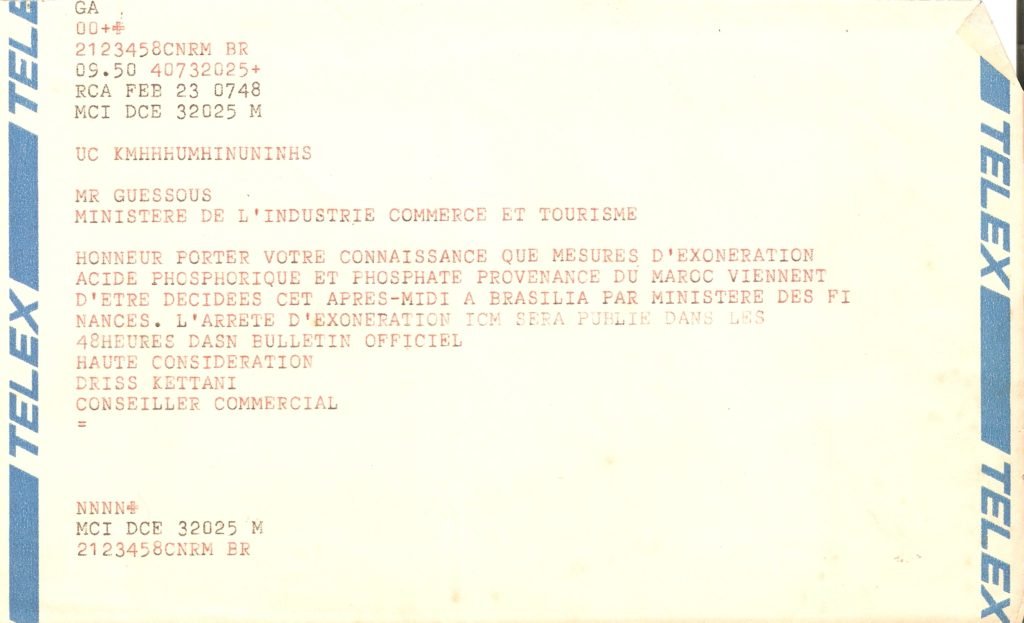 GA
00+✠
2123458CNRM BR
09.50 40732025+
RCA FEB 23 0748
MCI DCE 32025 M
UC KMHHHUMHINUNINHS
MR GUESSOUS
MINISTERE DE L'INDUSTRIE COMMERCE ET TOURISME
HONNEUR PORTER VOTRE CONNAISSANCE QUE MESURES D'EXONERATION
ACIDE PHOSPHORIQUE ET PHOSPHATE PROVENANCE DU MAROC VIENNENT
D'ETRE DECIDEES CET APRES-MIDI A BRASILIA PAR MINISTERE DES FI
NANCES. L'ARRETE D'EXONERATION ICM SERA PUBLIE DANS LES
48HEURES DASN BULLETIN OFFICIEL
HAUTE CONSIDERATION
DRISS KETTANI
CONSEILLER COMMERCIAL
=
NNNN✠
MCI DCE 32025 M
2123458CNRM BR
TELEX
TELEX
TELEX
TELEX